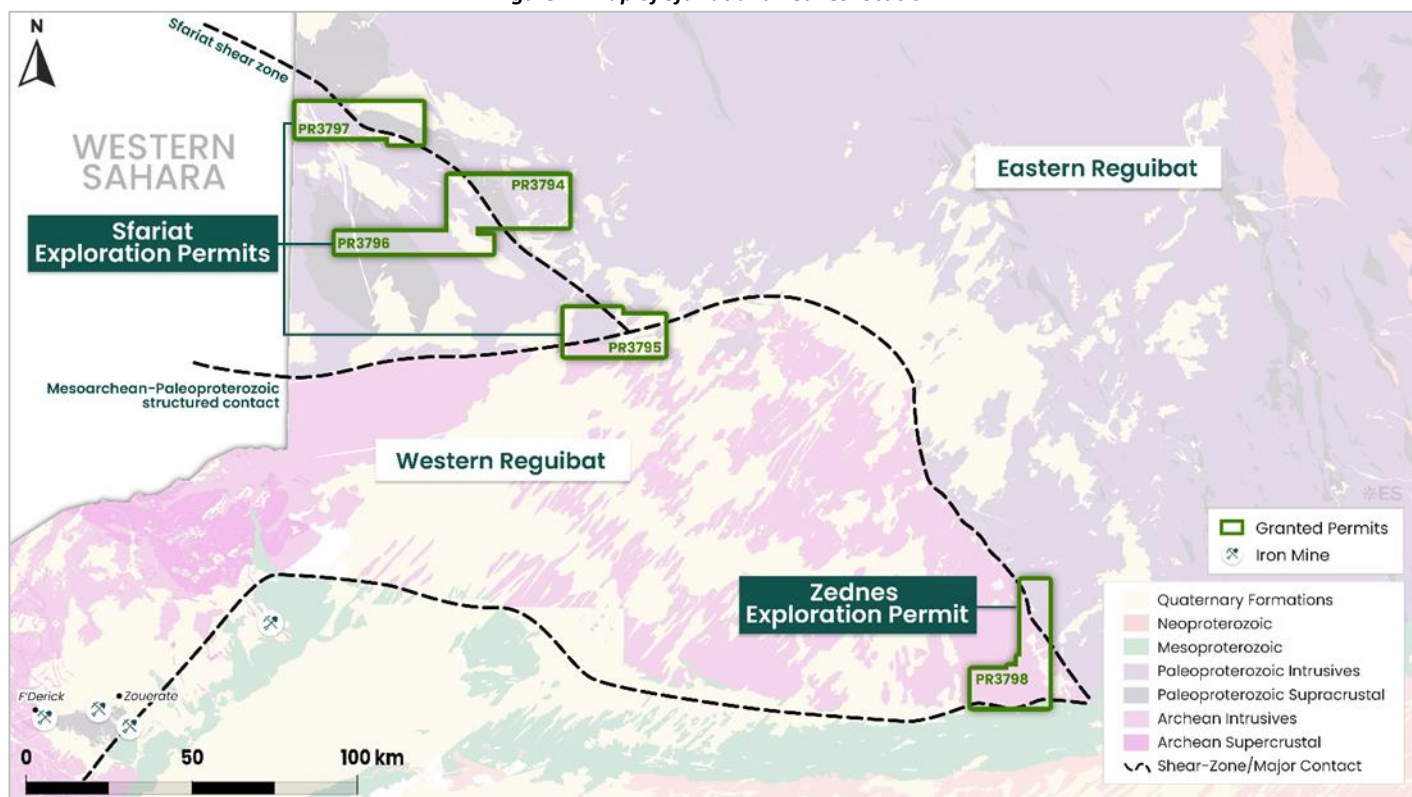 N
Sfariat shear zone
WESTERN
SAHARA
PR3797
PR3794
Eastern Reguibat
Sfariat
Exploration Permits
PR3796
PR3795
Mesoarchean-Paleoproterozoic
structured contact
Western Reguibat
ES
Granted Permits
Iron Mine
Zednes
Exploration Permit
PR3798
Quaternary Formations
Neoproterozoic
Mesoproterozoic
Paleoproterozoic Intrusives
Paleoproterozoic Supracrustal
Archean Intrusives
Archean Supercrustal
Shear-Zone/Major Contact
F'Derick
Zouerate
0 50 100 km